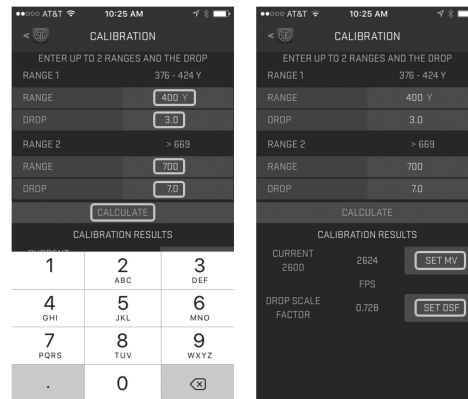 AT&T 10:25 AM
< CALIBRATION
ENTER UP TO 2 RANGES AND THE DROP
RANGE 1 376 - 424 Y
RANGE 400 Y
DROP 3.0
RANGE 2 > 669
RANGE 700
DROP 7.0
CALCULATE
CALIBRATION RESULTS
CURRENT
1 2 3
ABC DEF
4 5 6
GHI JKL MNO
7 8 9
PQRS TUV WXYZ
. 0
AT&T 10:25 AM
< CALIBRATION
ENTER UP TO 2 RANGES AND THE DROP
RANGE 1 376 - 424 Y
RANGE 400 Y
DROP 3.0
RANGE 2 > 669
RANGE 700
DROP 7.0
CALCULATE
CALIBRATION RESULTS
CURRENT
2600 2624 SET MV
FPS
DROP SCALE
FACTOR 0.728 SET DSF